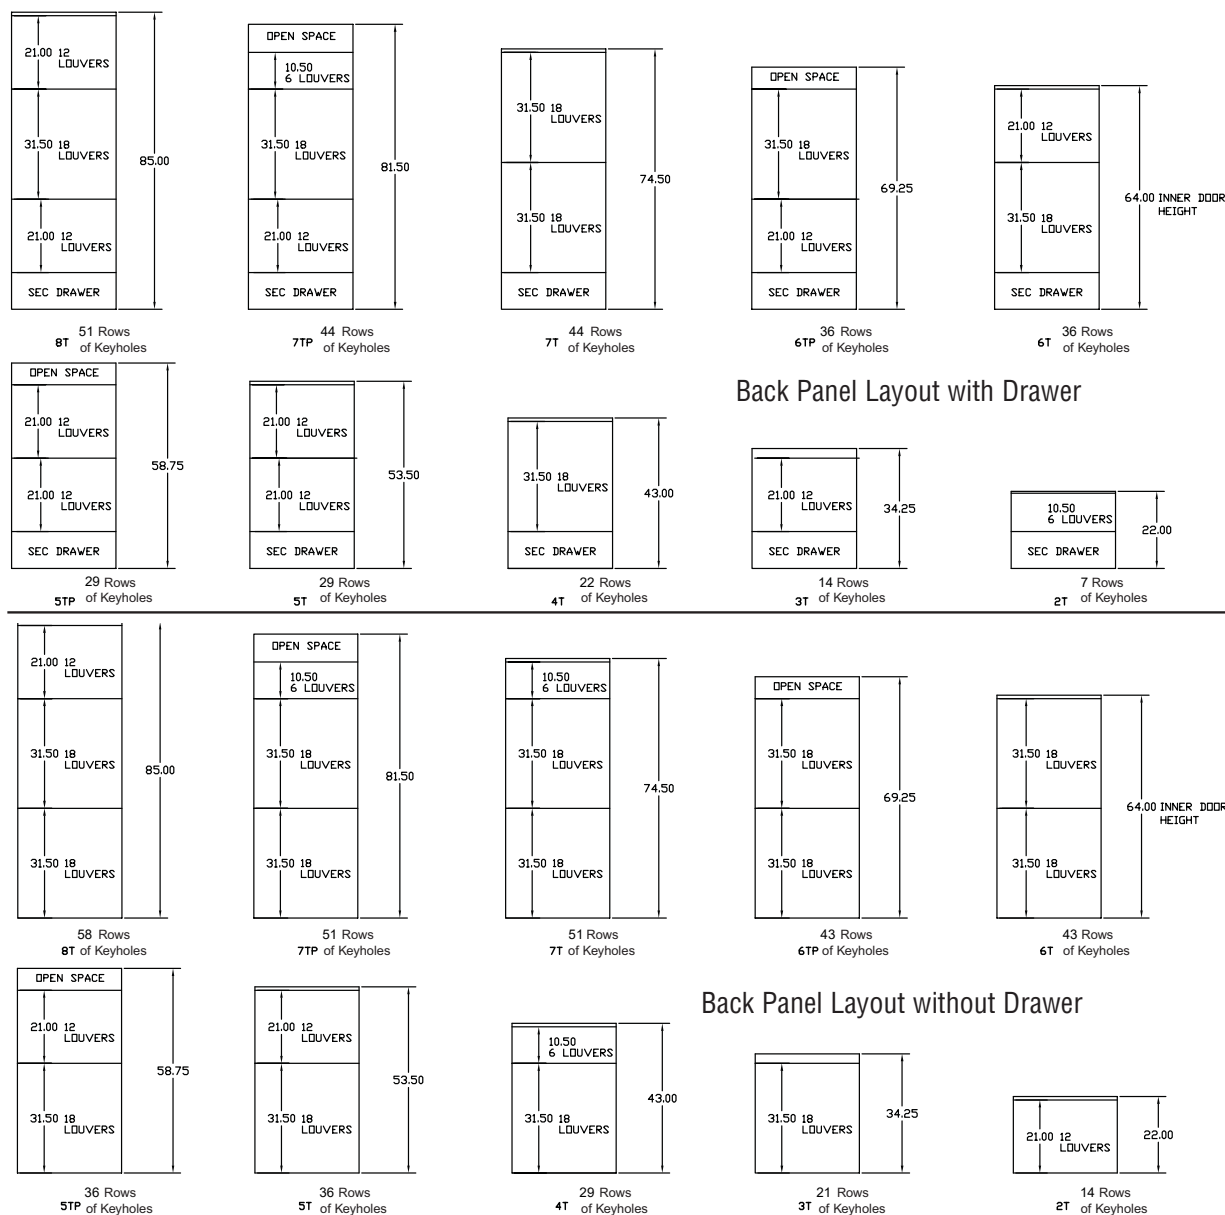 21.00 12
LOUVERS
31.50 18
LOUVERS
85.00
21.00 12
LOUVERS
SEC DRAWER
51 Rows
8T of Keyholes
OPEN SPACE
10.50
6 LOUVERS
31.50 18
LOUVERS
81.50
21.00 12
LOUVERS
SEC DRAWER
44 Rows
7TP of Keyholes
31.50 18
LOUVERS
74.50
31.50 18
LOUVERS
SEC DRAWER
44 Rows
7T of Keyholes
OPEN SPACE
31.50 18
LOUVERS
69.25
21.00 12
LOUVERS
SEC DRAWER
36 Rows
6TP of Keyholes
21.00 12
LOUVERS
64.00 INNER DOOR
HEIGHT
31.50 18
LOUVERS
SEC DRAWER
36 Rows
6T of Keyholes
Back Panel Layout with Drawer
OPEN SPACE
21.00 12
LOUVERS
58.75
21.00 12
LOUVERS
SEC DRAWER
29 Rows
5TP of Keyholes
21.00 12
LOUVERS
53.50
21.00 12
LOUVERS
SEC DRAWER
29 Rows
5T of Keyholes
31.50 18
LOUVERS
43.00
SEC DRAWER
22 Rows
4T of Keyholes
21.00 12
LOUVERS
34.25
SEC DRAWER
14 Rows
3T of Keyholes
10.50
6 LOUVERS
22.00
SEC DRAWER
7 Rows
2T of Keyholes
21.00 12
LOUVERS
31.50 18
LOUVERS
85.00
31.50 18
LOUVERS
58 Rows
8T of Keyholes
OPEN SPACE
10.50
6 LOUVERS
31.50 18
LOUVERS
81.50
31.50 18
LOUVERS
51 Rows
7TP of Keyholes
10.50
6 LOUVERS
31.50 18
LOUVERS
74.50
31.50 18
LOUVERS
51 Rows
7T of Keyholes
OPEN SPACE
31.50 18
LOUVERS
69.25
31.50 18
LOUVERS
43 Rows
6TP of Keyholes
31.50 18
LOUVERS
64.00 INNER DOOR
HEIGHT
31.50 18
LOUVERS
43 Rows
6T of Keyholes
Back Panel Layout without Drawer
OPEN SPACE
21.00 12
LOUVERS
58.75
31.50 18
LOUVERS
36 Rows
5TP of Keyholes
21.00 12
LOUVERS
53.50
31.50 18
LOUVERS
36 Rows
5T of Keyholes
10.50
6 LOUVERS
43.00
31.50 18
LOUVERS
29 Rows
4T of Keyholes
31.50 18
LOUVERS
34.25
21 Rows
3T of Keyholes
21.00 12
LOUVERS
22.00
14 Rows
2T of Keyholes